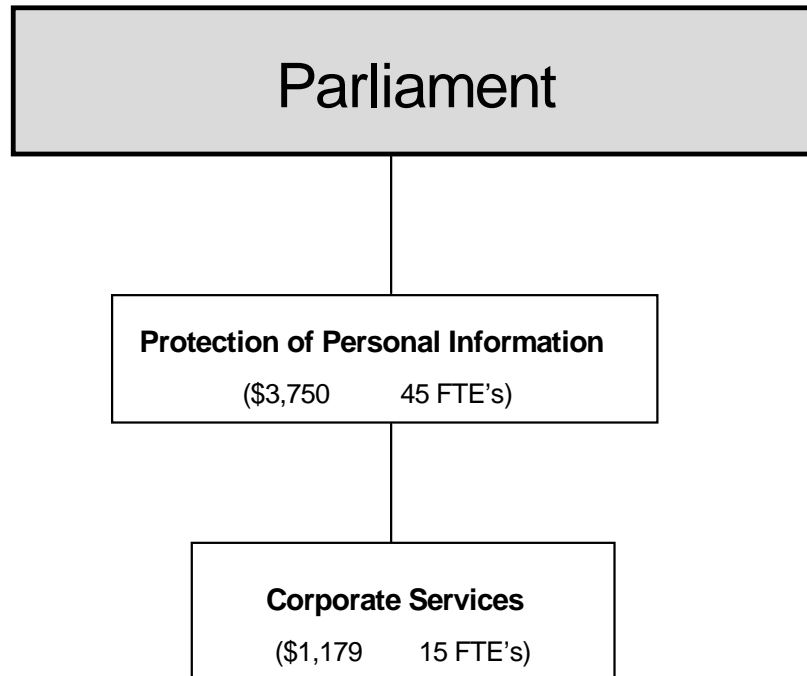 Parliament
Protection of Personal Information
($3,750 45 FTE’s)
Corporate Services
($1,179 15 FTE’s)